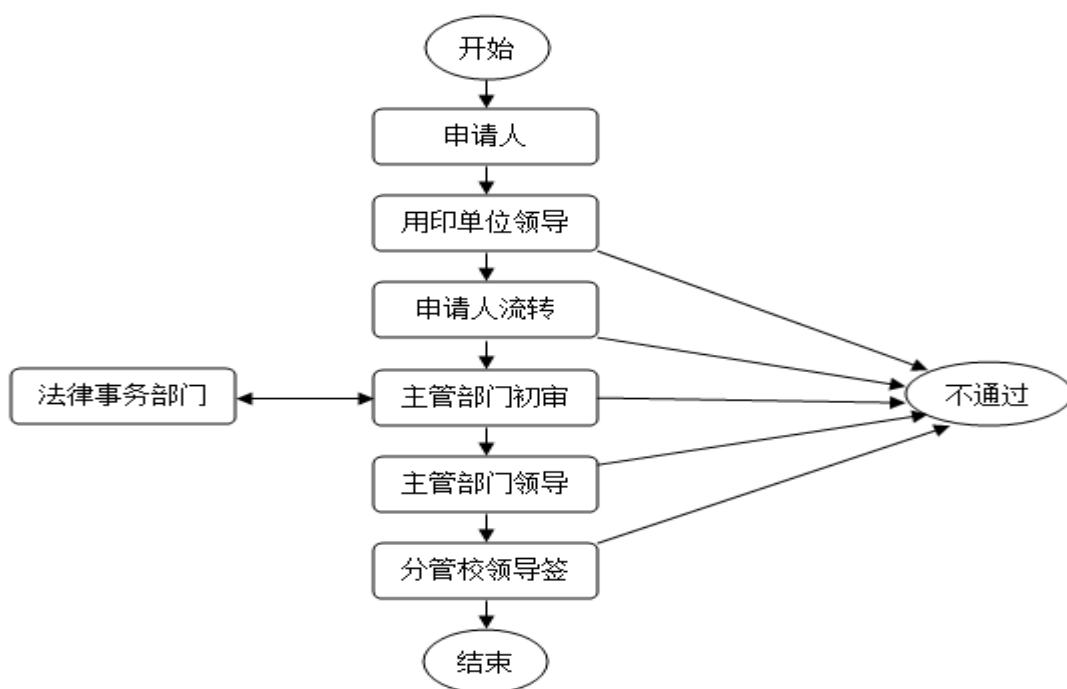 开始
申请人
用印单位领导
申请人流转
法律事务部门
主管部门初审
不通过
主管部门领导
分管校领导签
结束